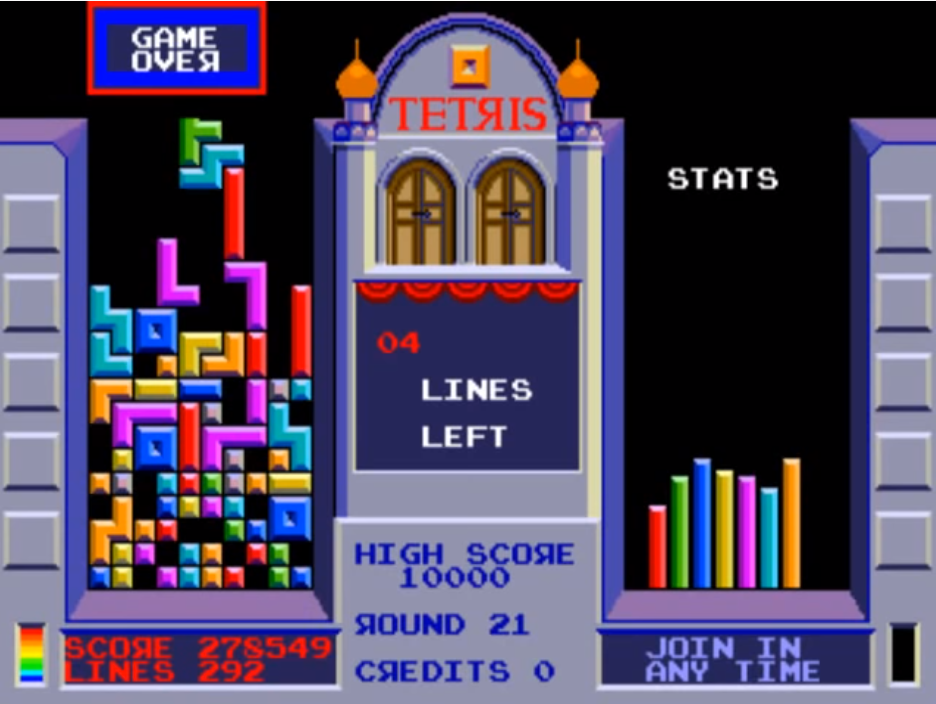 GAME
OVEЯ
TETЯIS
STATS
04
LINES
LEFT
HIGH SCOЯE
10000
ЯOUND 21
CЯEDITS 0
SCOЯE 278549
LINES 292
JOIN IN
ANY TIME